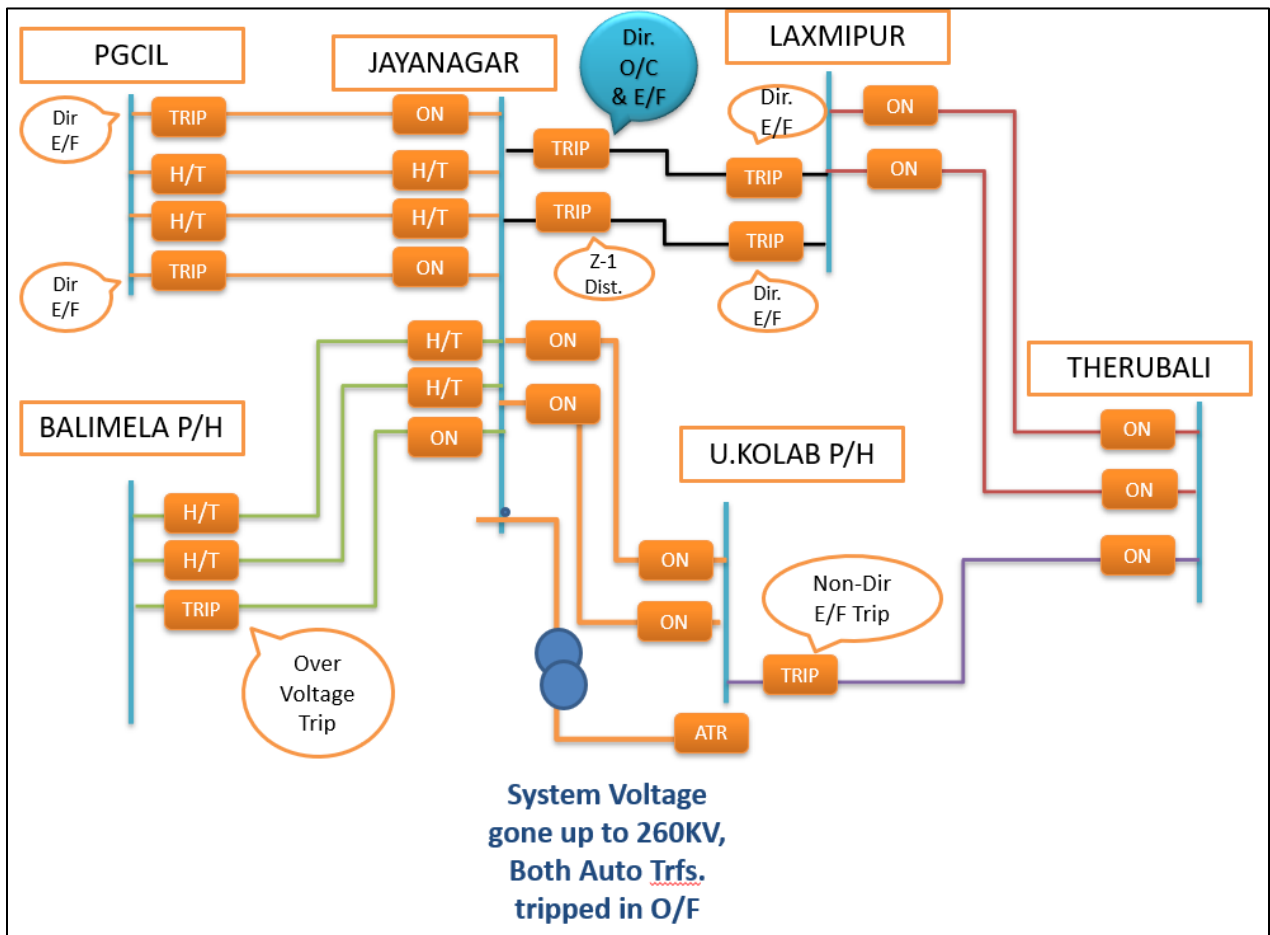 PGCIL
JAYANAGAR
Dir.
O/C
& E/F
LAXMIPUR
Dir
E/F
TRIP
ON
TRIP
Dir.
E/F
ON
H/T
H/T
TRIP
ON
H/T
H/T
TRIP
TRIP
Dir
E/F
TRIP
ON
Z-1
Dist.
Dir.
E/F
H/T
ON
THERUBALI
H/T
ON
BALIMELA P/H
ON
U.KOLAB P/H
ON
H/T
ON
H/T
ON
ON
TRIP
ON
Non-Dir
E/F Trip
TRIP
Over
Voltage
Trip
ATR
System Voltage
gone up to 260KV,
Both Auto Trfs.
tripped in O/F